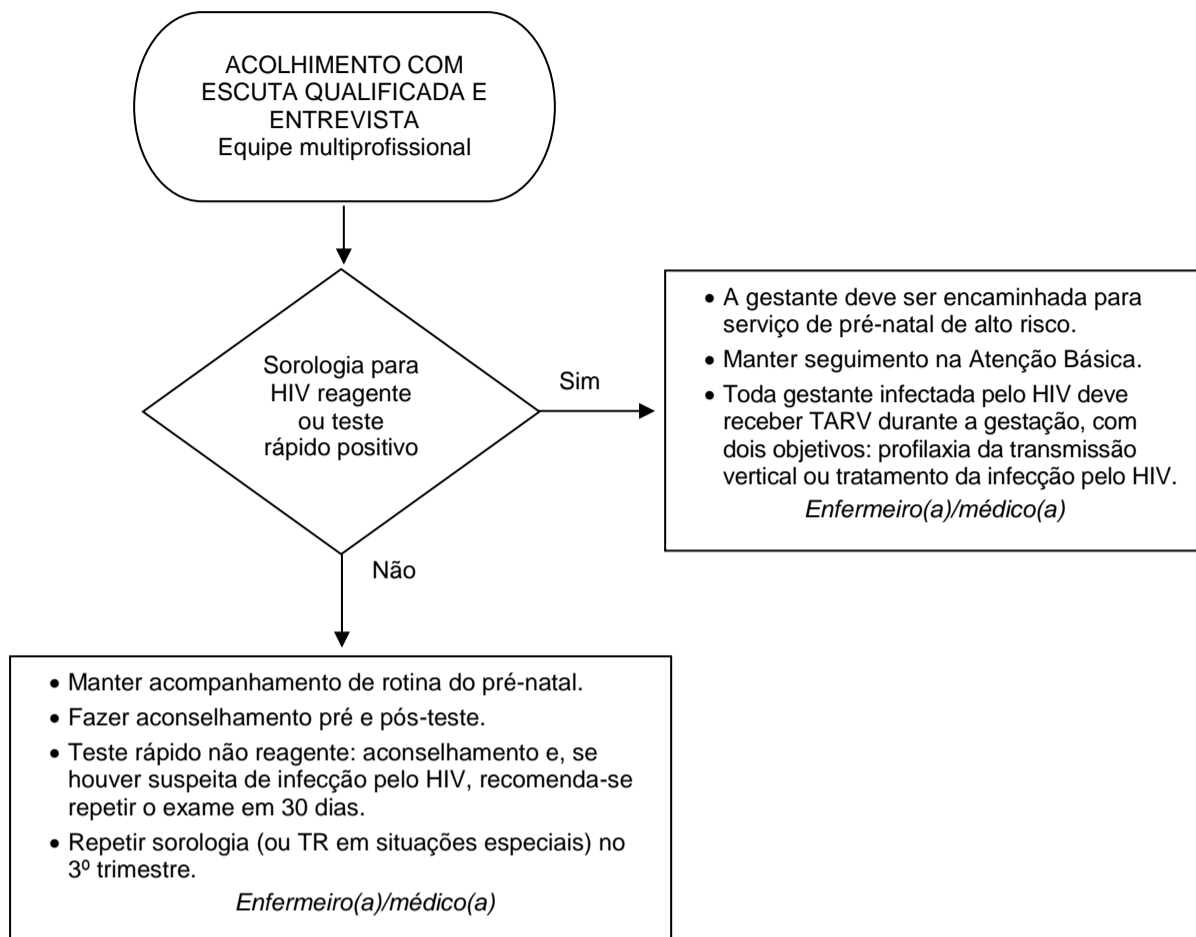 ACOLHIMENTO COM
ESCUTA QUALIFICADA E
ENTREVISTA
Equipe multiprofissional
Sorologia para
HIV reagente
ou teste
rápido positivo
Sim
• A gestante deve ser encaminhada para
serviço de pré-natal de alto risco.
• Manter seguimento na Atenção Básica.
• Toda gestante infectada pelo HIV deve
receber TARV durante a gestação, com
dois objetivos: profilaxia da transmissão
vertical ou tratamento da infecção pelo HIV.
Enfermeiro(a)/médico(a)
Não
• Manter acompanhamento de rotina do pré-natal.
• Fazer aconselhamento pré e pós-teste.
• Teste rápido não reagente: aconselhamento e, se
houver suspeita de infecção pelo HIV, recomenda-se
repetir o exame em 30 dias.
• Repetir sorologia (ou TR em situações especiais) no
3º trimestre.
Enfermeiro(a)/médico(a)